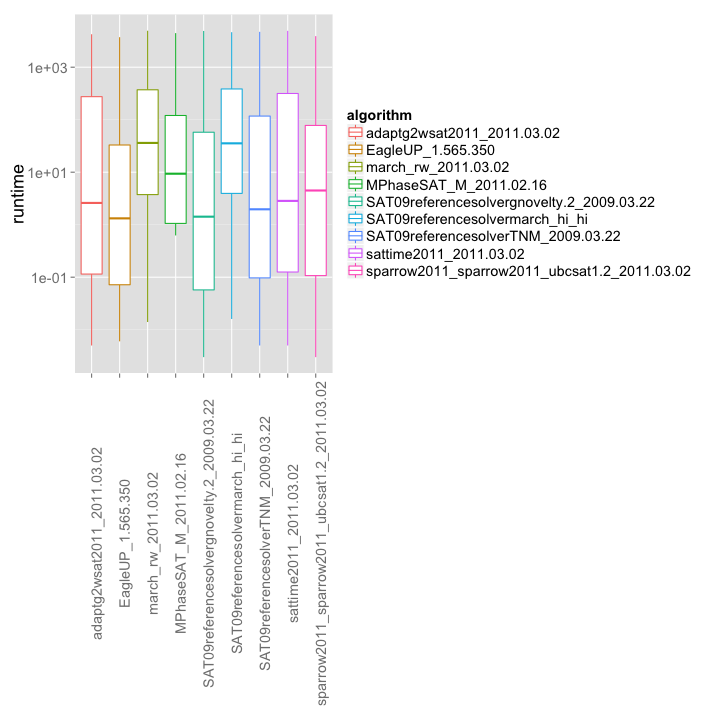 runtime
1e+03
1e+01
1e-01
adaptg2wsat2011_2011.03.02
EagleUP_1.565.350
march_rw_2011.03.02
MPhaseSAT_M_2011.02.16
SAT09referencesolvergnovelty.2_2009.03.22
SAT09referencesolvermarch_hi_hi
SAT09referencesolverTNM_2009.03.22
sattime2011_2011.03.02
sparrow2011_sparrow2011_ubcsat1.2_2011.03.02
algorithm
adaptg2wsat2011_2011.03.02
EagleUP_1.565.350
march_rw_2011.03.02
MPhaseSAT_M_2011.02.16
SAT09referencesolvergnovelty.2_2009.03.22
SAT09referencesolvermarch_hi_hi
SAT09referencesolverTNM_2009.03.22
sattime2011_2011.03.02
sparrow2011_sparrow2011_ubcsat1.2_2011.03.02